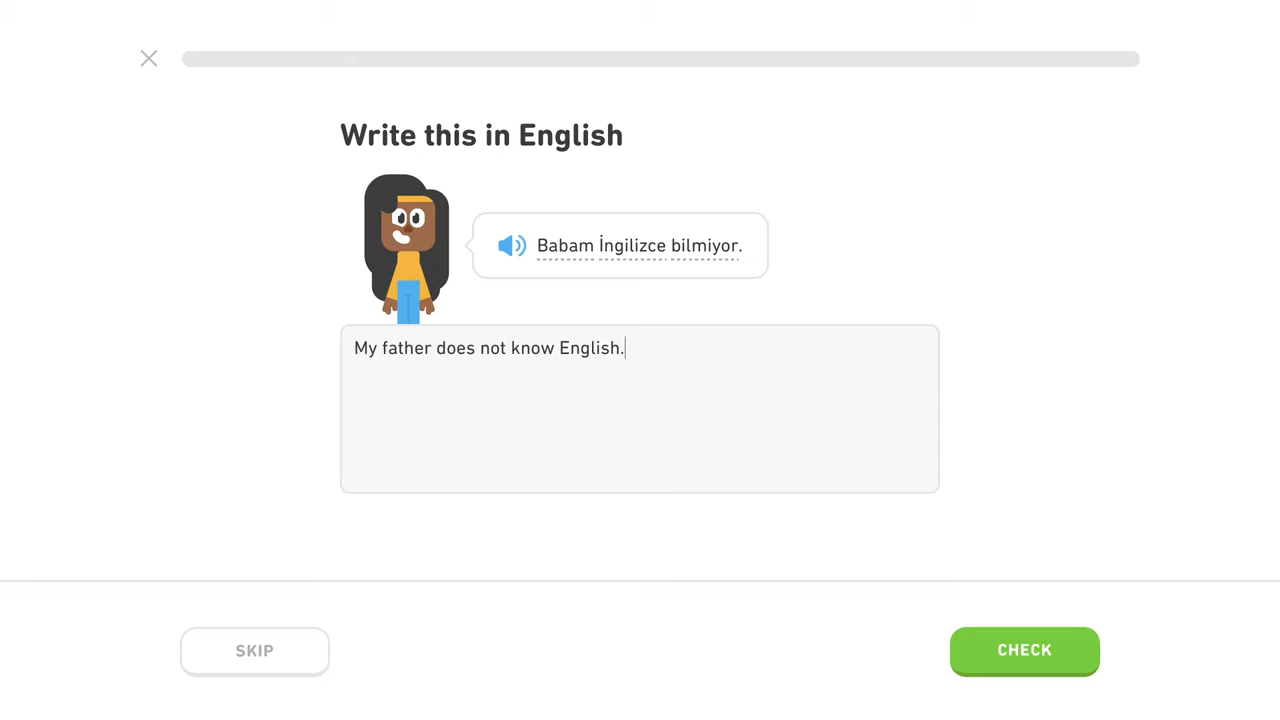 Write this in English
Babam İngilizce bilmiyor.
My father does not know English.
SKIP
CHECK